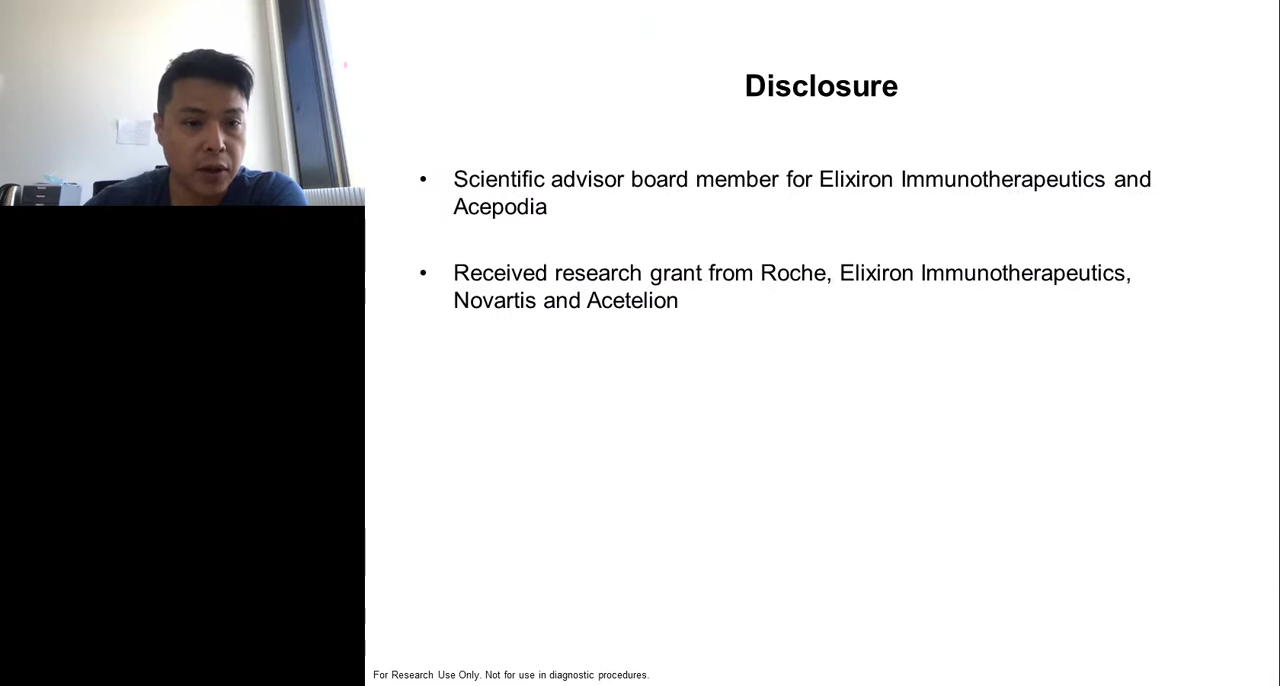 Disclosure
• Scientific advisor board member for Elixiron Immunotherapeutics and
Acepodia
• Received research grant from Roche, Elixiron Immunotherapeutics,
Novartis and Acetelion
For Research Use Only. Not for use in diagnostic procedures.